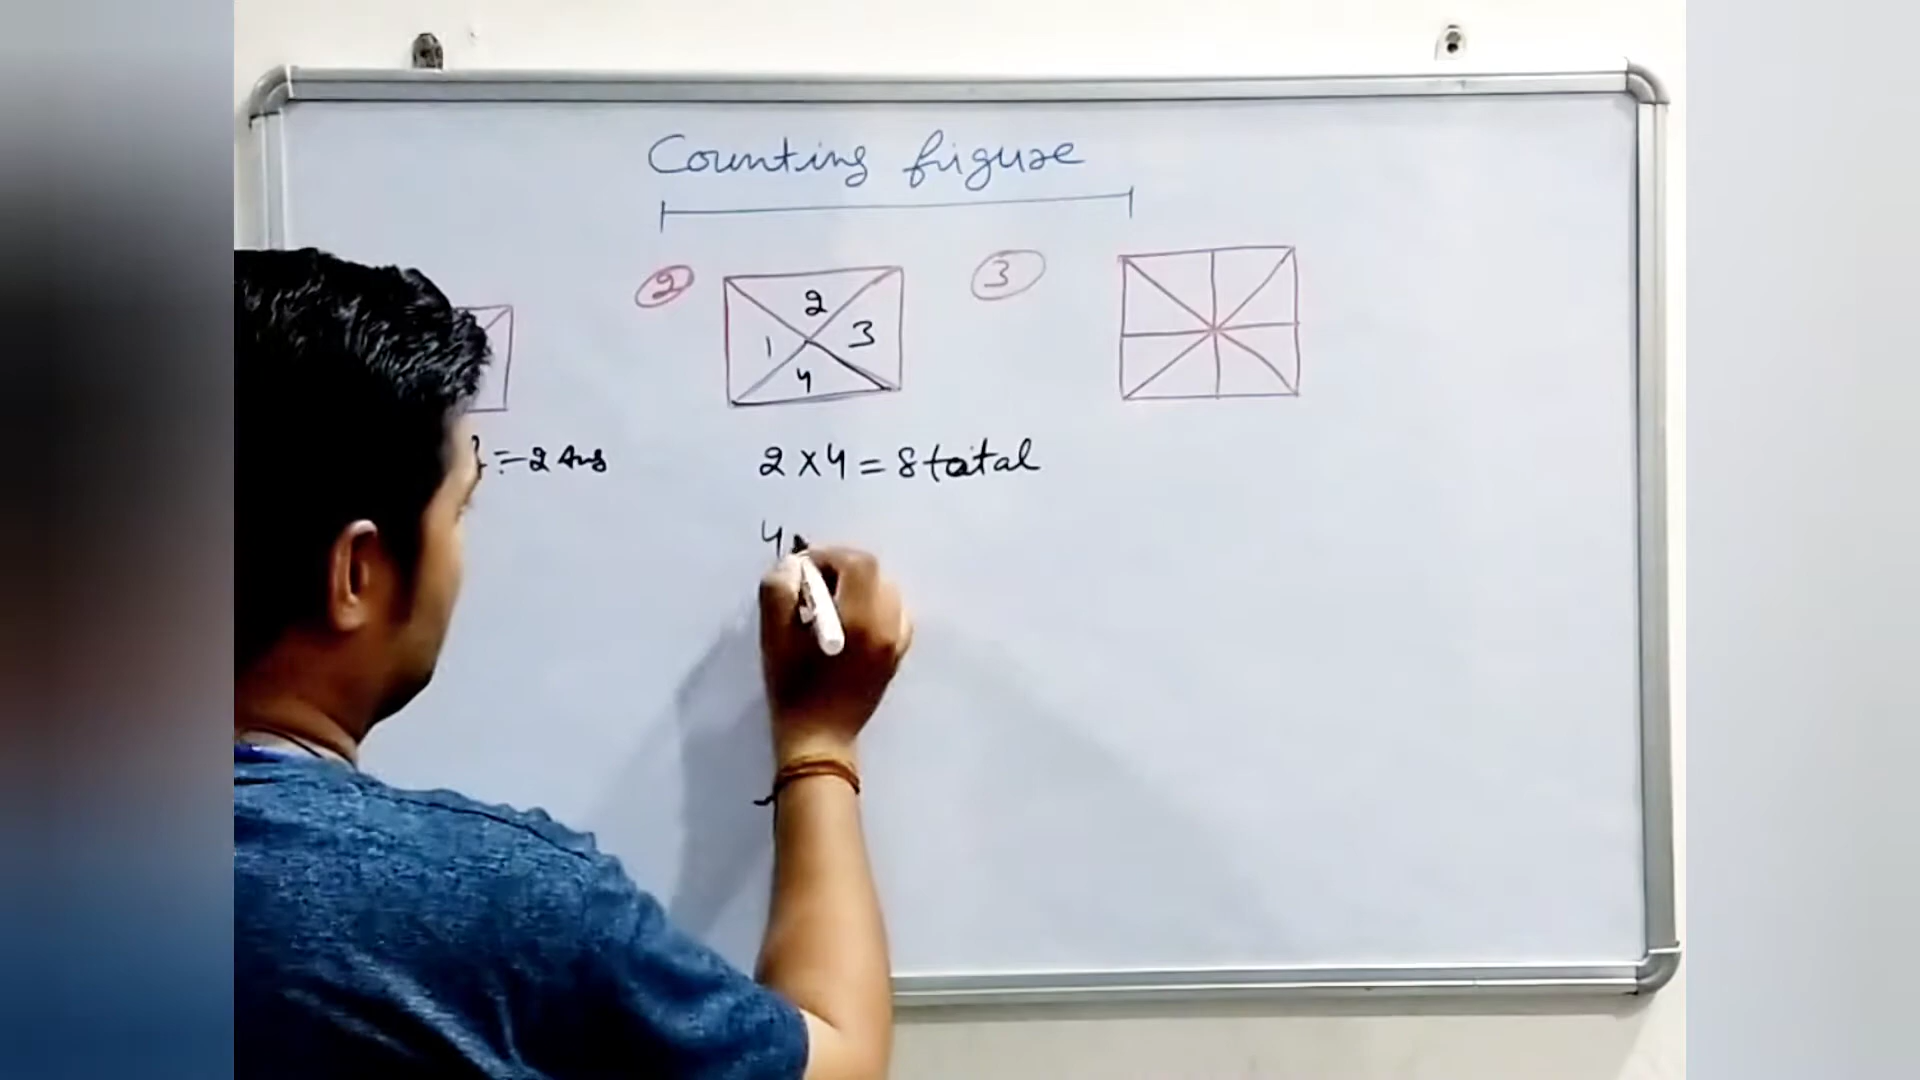 Counting figure
2
3
2
1
3
4
= 2 Ans
2 x 4 = 8 total
4